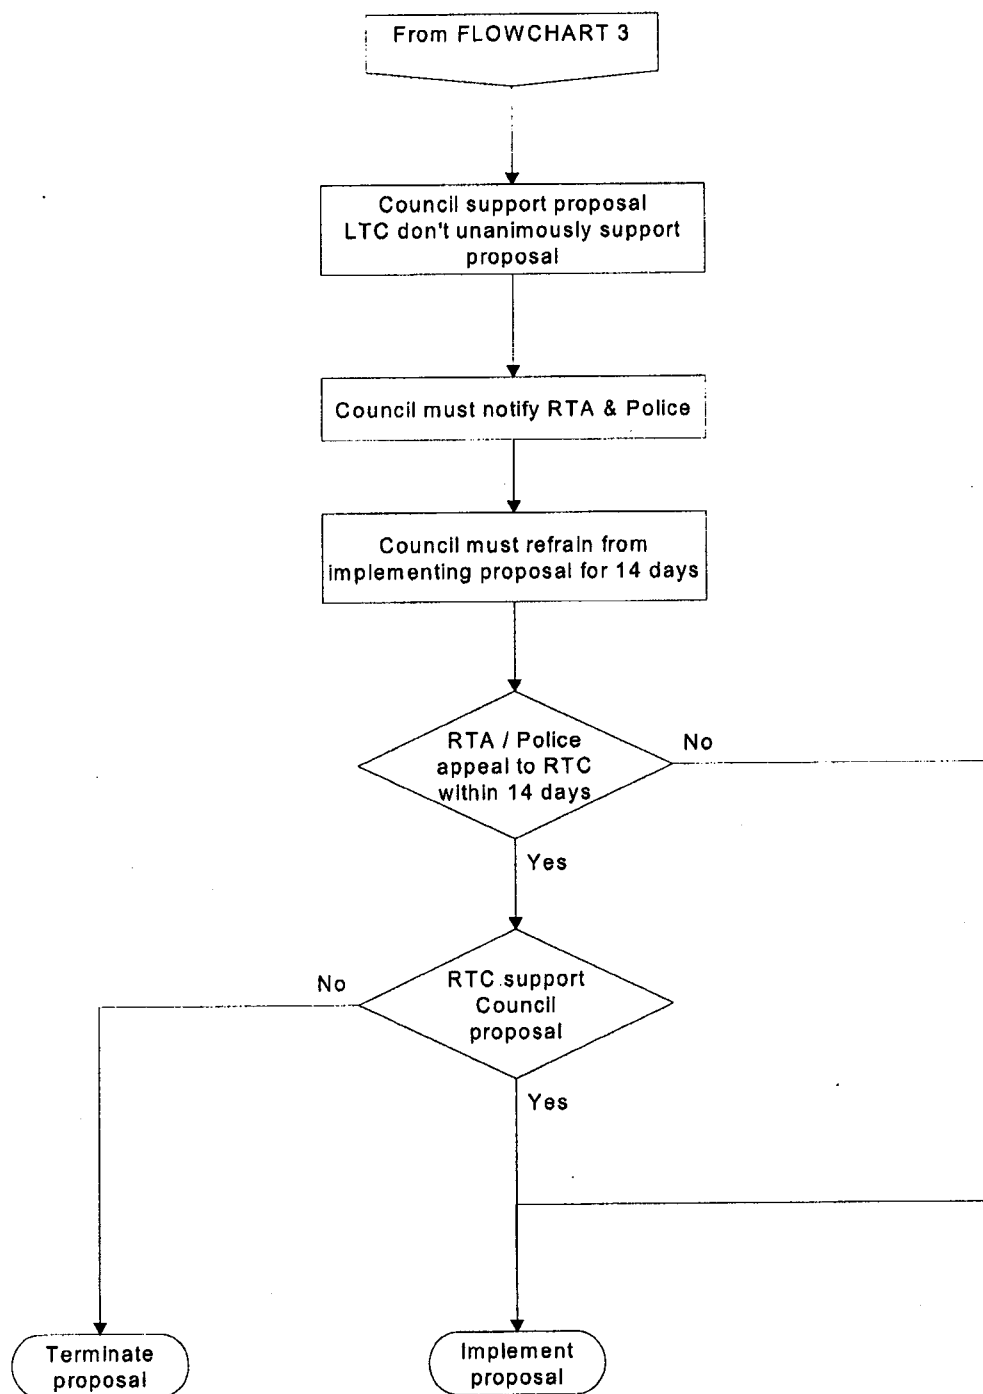 From FLOWCHART 3
Council support proposal
LTC don't unanimously support
proposal
Council must notify RTA & Police
Council must refrain from
implementing proposal for 14 days
RTA / Police
appeal to RTC
within 14 days
No
Yes
RTC support
Council
proposal
No
Yes
Terminate
proposal
Implement
proposal